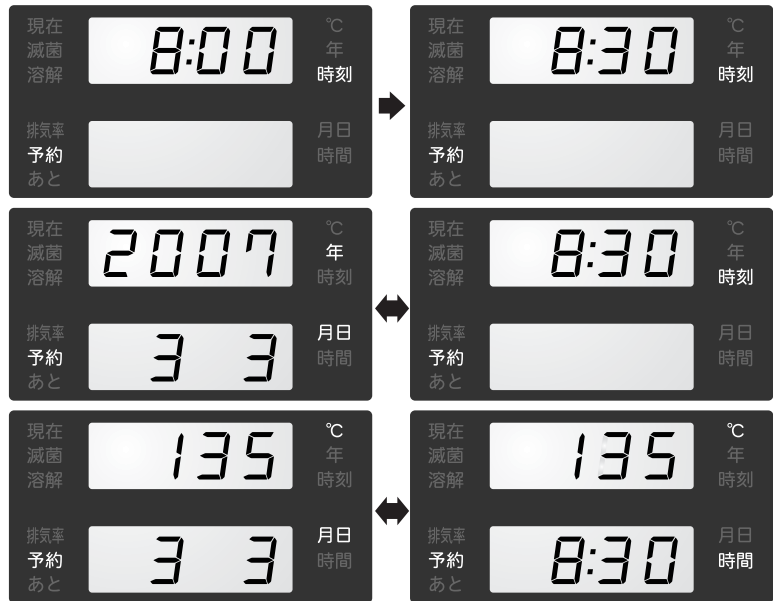 現在 8:00 ℃
滅菌 年
溶解 時刻
排気率 月日
予約 時間
あと
現在 8:30 ℃
滅菌 年
溶解 時刻
排気率 月日
予約 時間
あと
現在 2007 ℃
滅菌 年
溶解 時刻
排気率 3 3 月日
予約 時間
あと
現在 8:30 ℃
滅菌 年
溶解 時刻
排気率 月日
予約 時間
あと
現在 135 ℃
滅菌 年
溶解 時刻
排気率 3 3 月日
予約 時間
あと
現在 135 ℃
滅菌 年
溶解 時刻
排気率 8:30 月日
予約 時間
あと